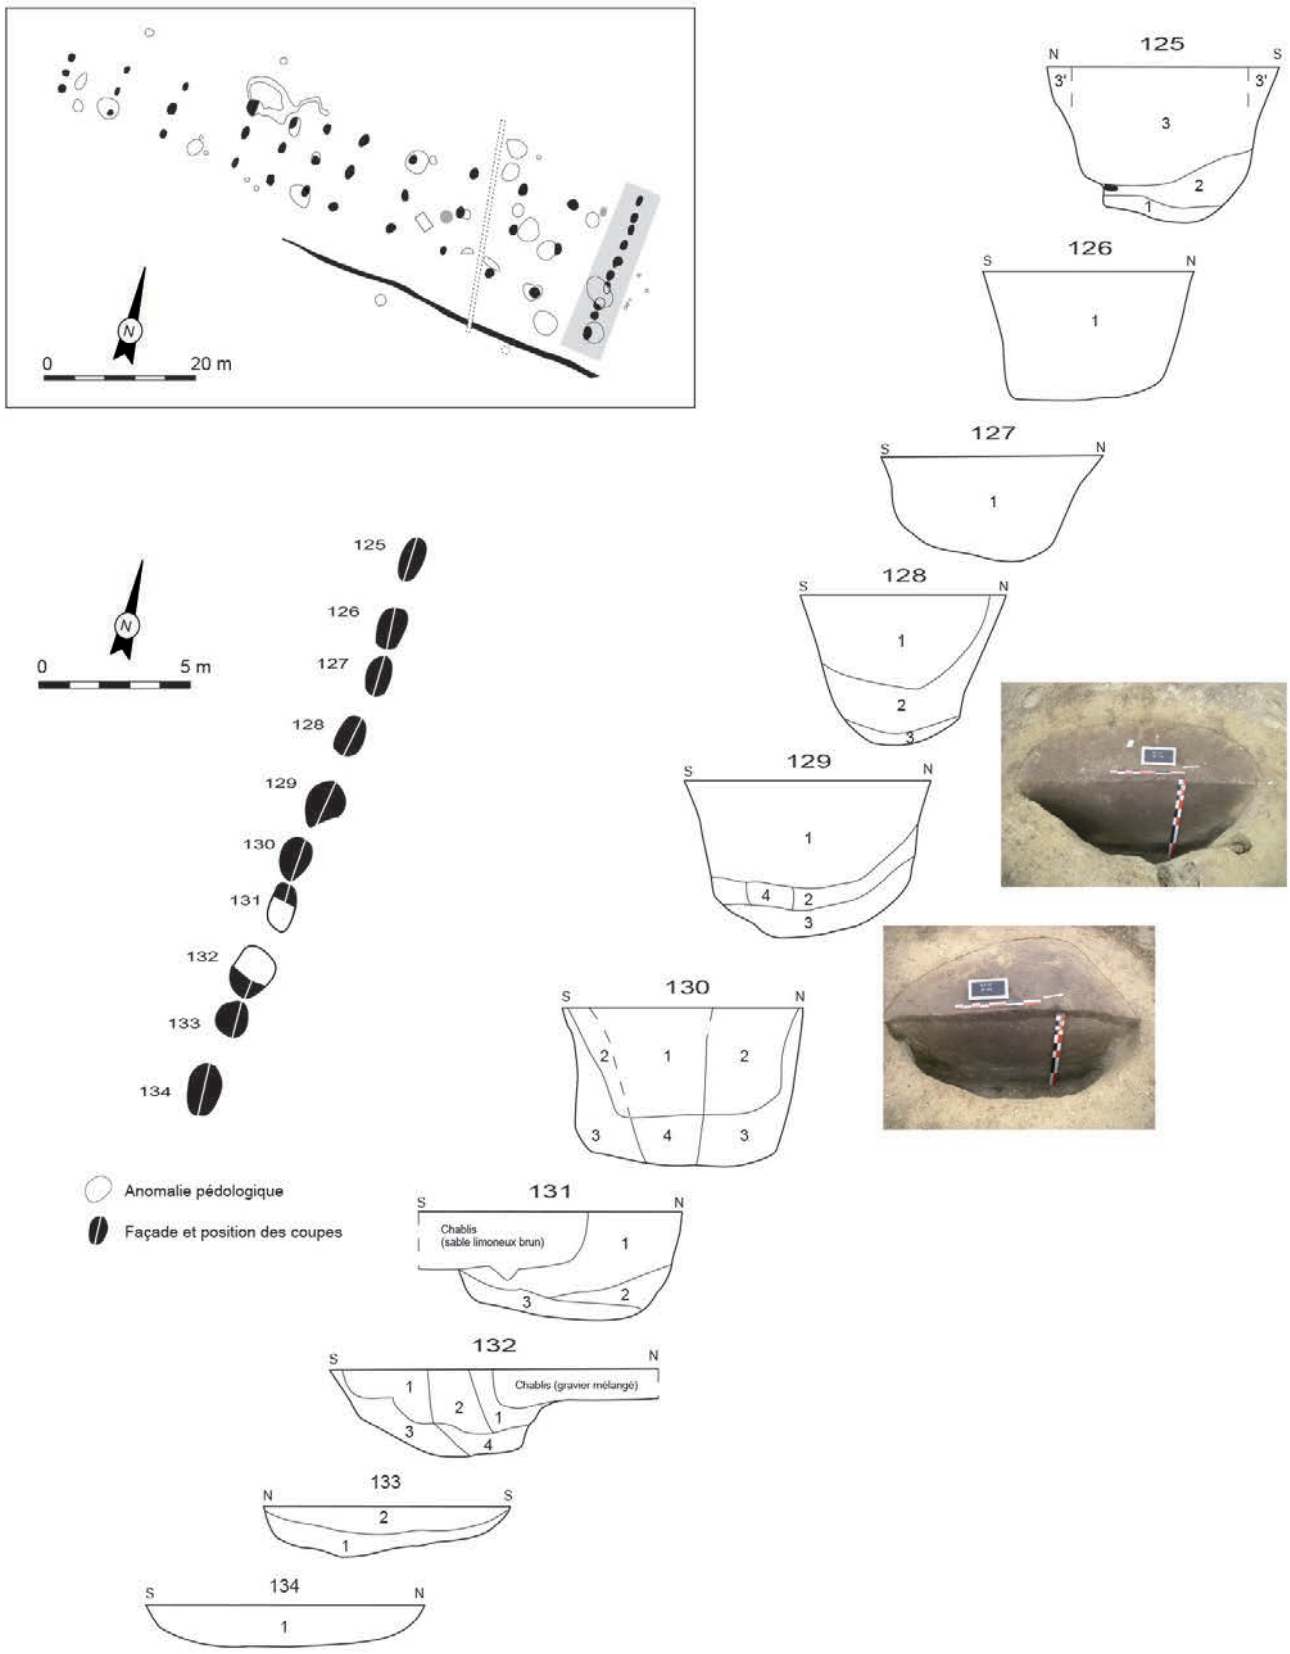 N
0 20 m
N
0 5 m
125
126
127
128
129
130
131
132
133
134
Anomalie pédologique
Façade et position des coupes
125
N S
3' 3'
3
2
1
126
S N
1
127
S N
1
128
S N
1
2
3
129
S N
1
4 2
3
130
S N
2 1 2
3 4 3
131
S N
Chablis
(sable limoneux brun)
1
2
3
132
S N
1
Chablis (gravier mélangé)
2
1
3
4
133
N S
2
1
134
S N
1